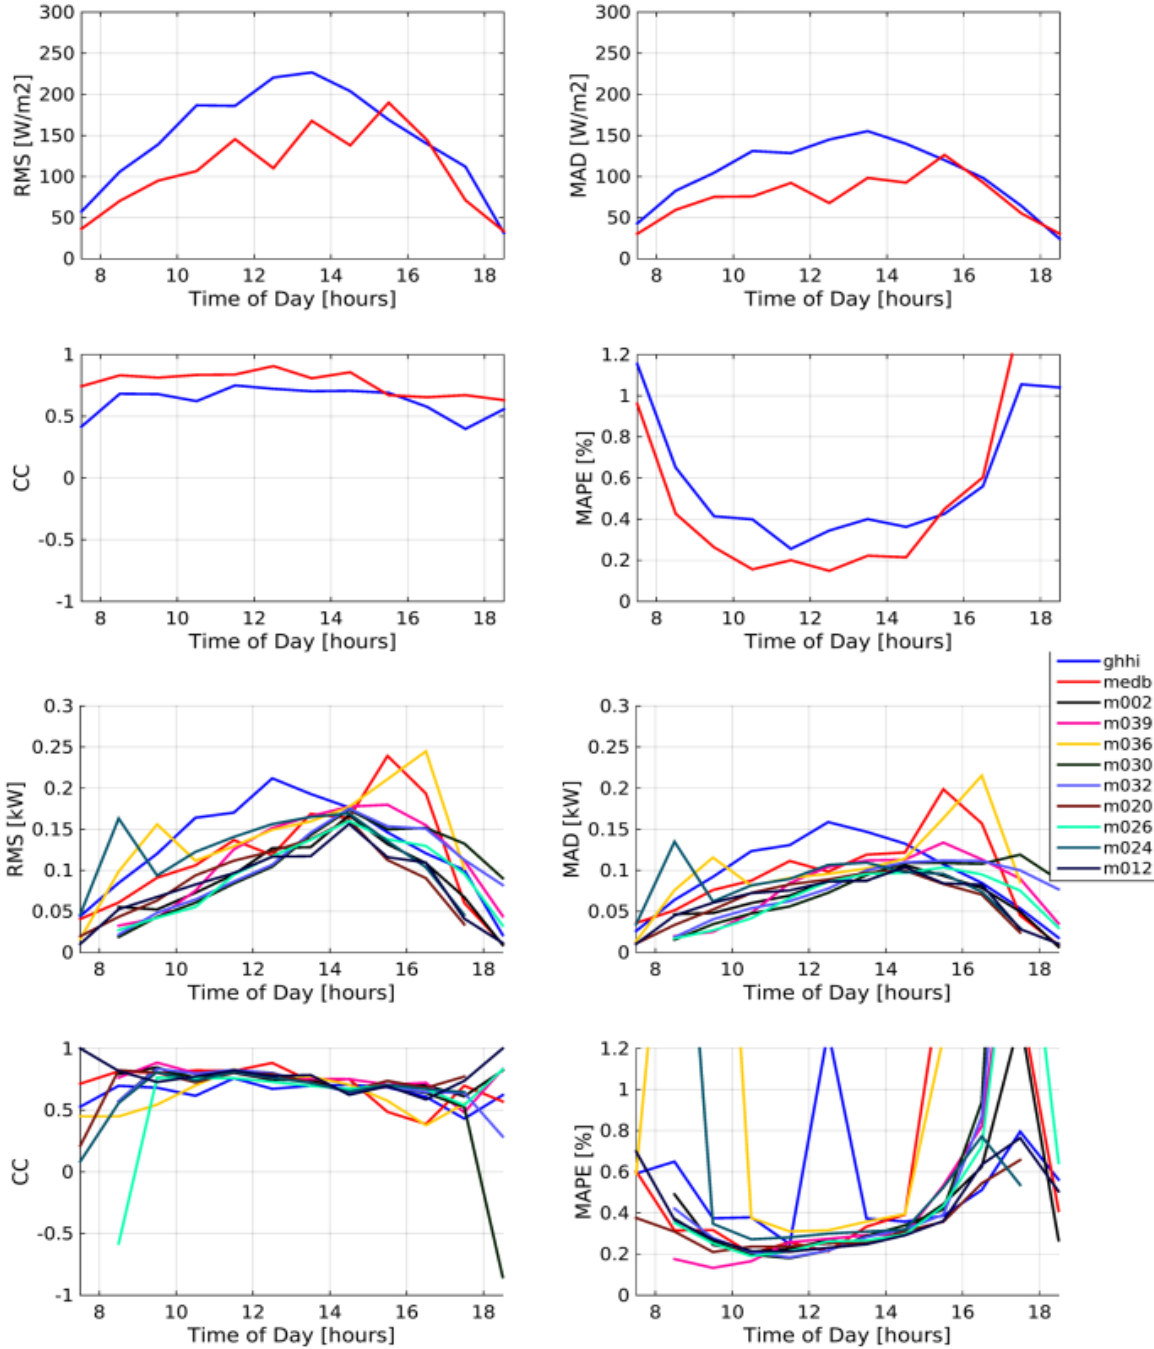 300
250
200
150
100
50
0
RMS [W/m2]
8 10 12 14 16 18
Time of Day [hours]
300
250
200
150
100
50
0
MAD [W/m2]
8 10 12 14 16 18
Time of Day [hours]
1
0.5
0
-0.5
-1
CC
8 10 12 14 16 18
Time of Day [hours]
1.2
1
0.8
0.6
0.4
0.2
0
MAPE [%]
8 10 12 14 16 18
Time of Day [hours]
0.3
0.25
0.2
0.15
0.1
0.05
0
RMS [kW]
8 10 12 14 16 18
Time of Day [hours]
0.3
0.25
0.2
0.15
0.1
0.05
0
MAD [kW]
8 10 12 14 16 18
Time of Day [hours]
ghhi
medb
m002
m039
m036
m030
m032
m020
m026
m024
m012
1
0.5
0
-0.5
-1
CC
8 10 12 14 16 18
Time of Day [hours]
1.2
1
0.8
0.6
0.4
0.2
0
MAPE [%]
8 10 12 14 16 18
Time of Day [hours]